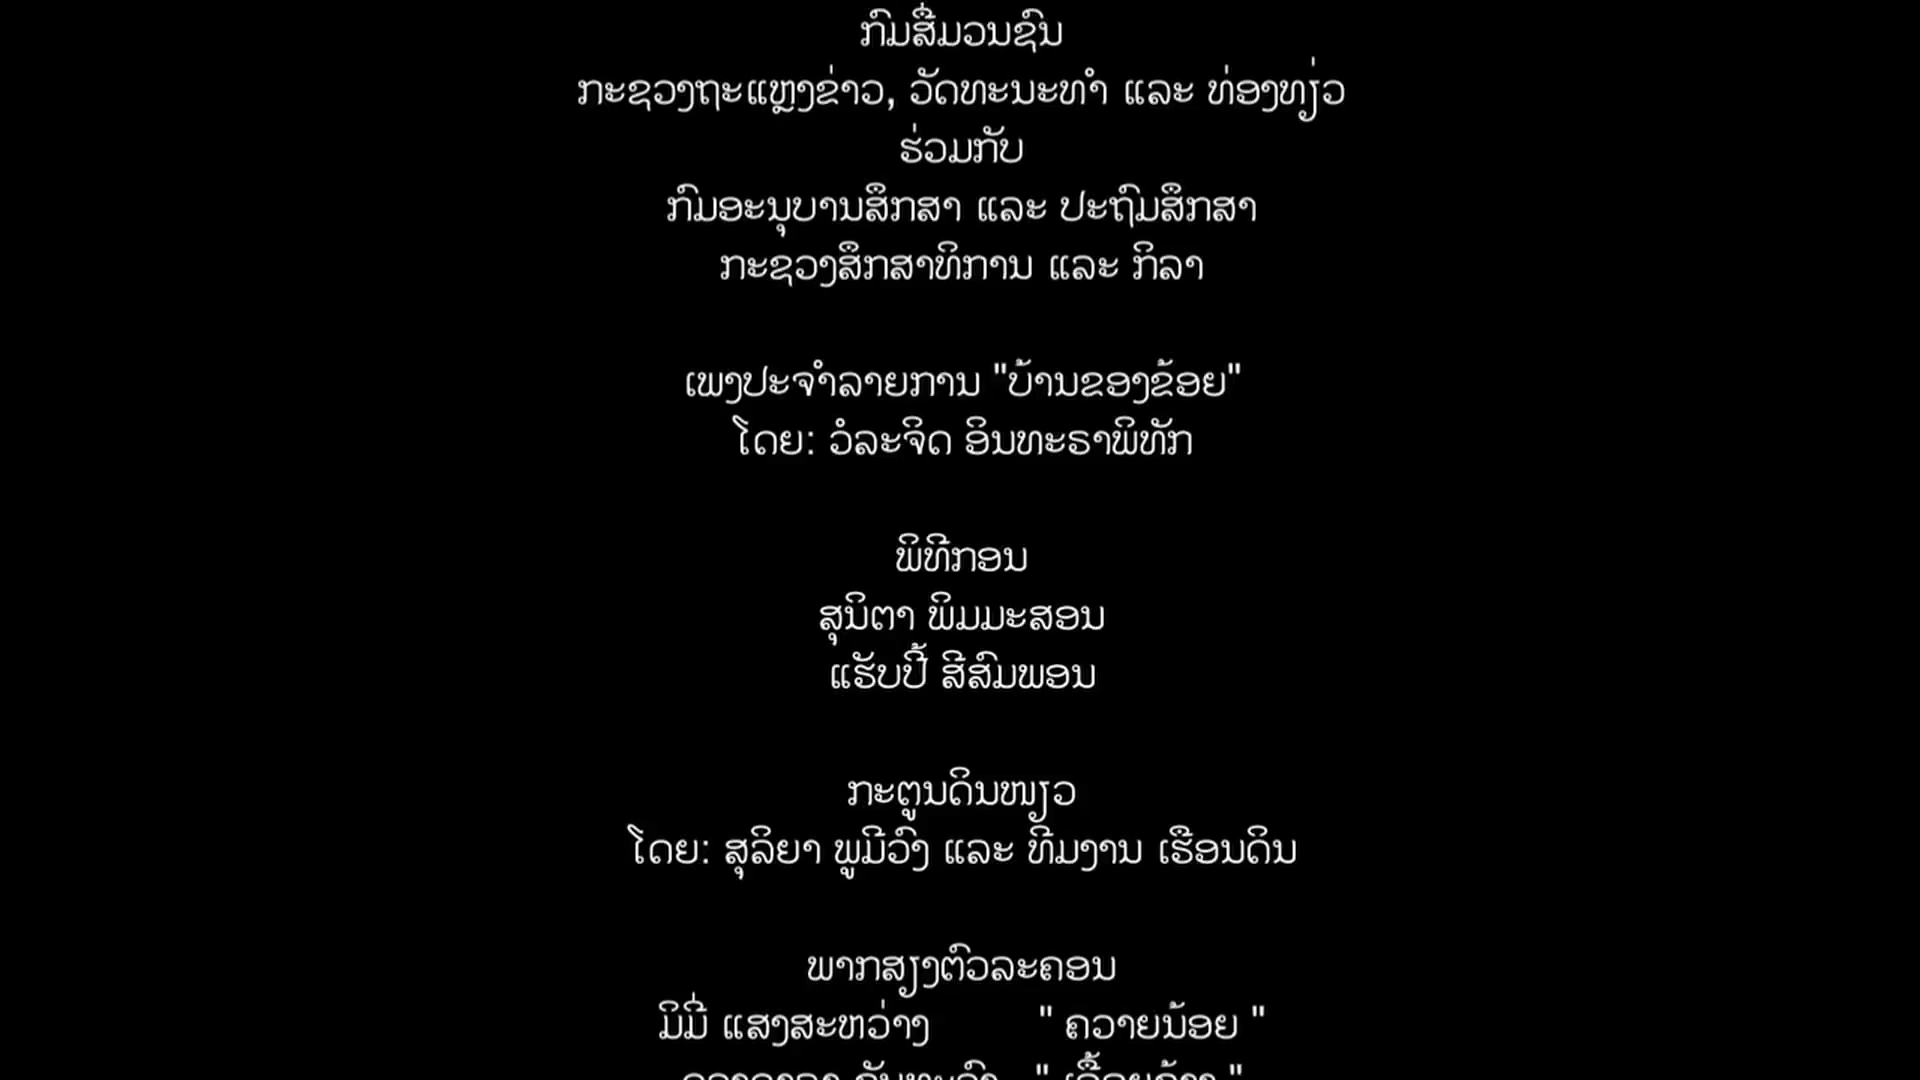 ກົມສື່ມວນຊົນ
ກະຊວງຖະແຫຼງຂ່າວ, ວັດທະນະທຳ ແລະ ທ່ອງທ່ຽວ
ຮ່ວມກັບ
ກົມອະນຸບານສຶກສາ ແລະ ປະຖົມສຶກສາ
ກະຊວງສຶກສາທິການ ແລະ ກິລາ
ເພງປະຈຳລາຍການ "ບ້ານຂອງຂ້ອຍ"
ໂດຍ: ວໍລະຈິດ ອິນທະຣາພິທັກ
ພິທີກອນ
ສຸນິຕາ ພິມມະສອນ
ແຮັບປີ້ ສີສົມພອນ
ກະຕູນດິນໜຽວ
ໂດຍ: ສຸລິຍາ ພູມີວົງ ແລະ ທີມງານ ເຮືອນດິນ
ພາກສຽງຕົວລະຄອນ
ມິມີ່ ແສງສະຫວ່າງ " ຄວາຍນ້ອຍ "